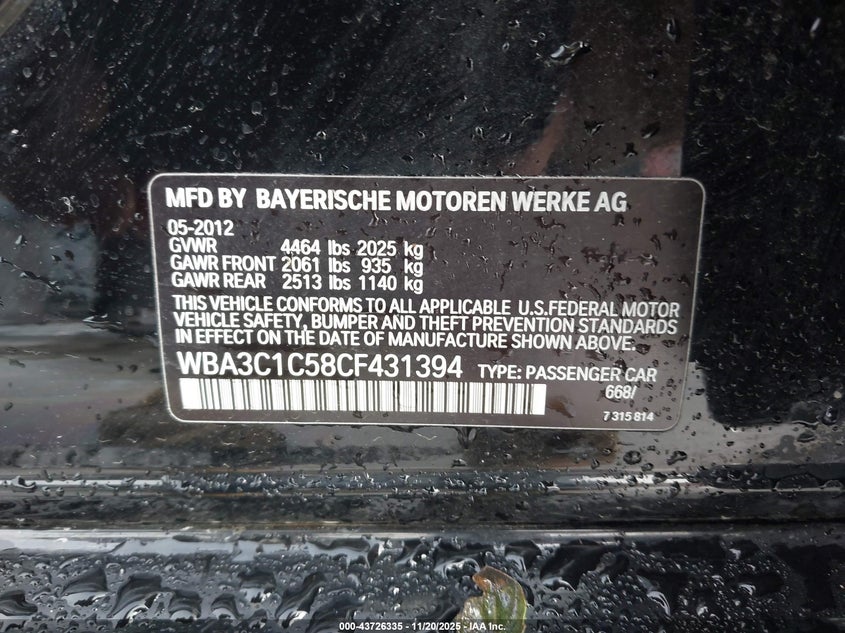 MFD BY BAYERISCHE MOTOREN WERKE AG
05-2012
GVWR 4464 lbs 2025 kg
GAWR FRONT 2061 lbs 935 kg
GAWR REAR 2513 lbs 1140 kg
THIS VEHICLE CONFORMS TO ALL APPLICABLE U.S.FEDERAL MOTOR
VEHICLE SAFETY, BUMPER AND THEFT PREVENTION STANDARDS
IN EFFECT ON THE DATE OF MANUFACTURE SHOWN ABOVE.
WBA3C1C58CF431394 TYPE: PASSENGER CAR
668/
7 315 814
000-43726335 - 11/20/2025 - IAA Inc.